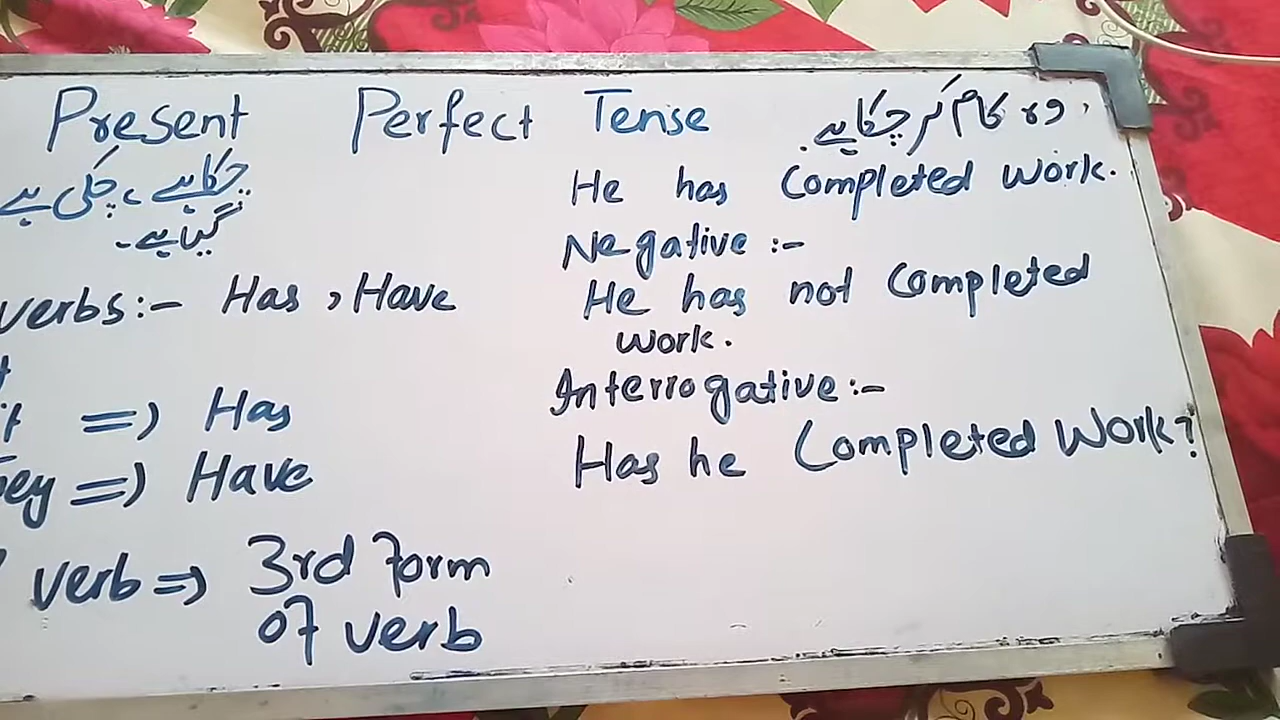 Present Perfect Tense
چکا ہے، چکی ہے
گیا ہے۔
verbs:- Has, Have
it => Has
=> Have
verb => 3rd form
of verb
وہ کام کر چکا ہے.
He has Completed work.
Negative :-
He has not Completed
work.
Interrogative :-
Has he Completed Work?